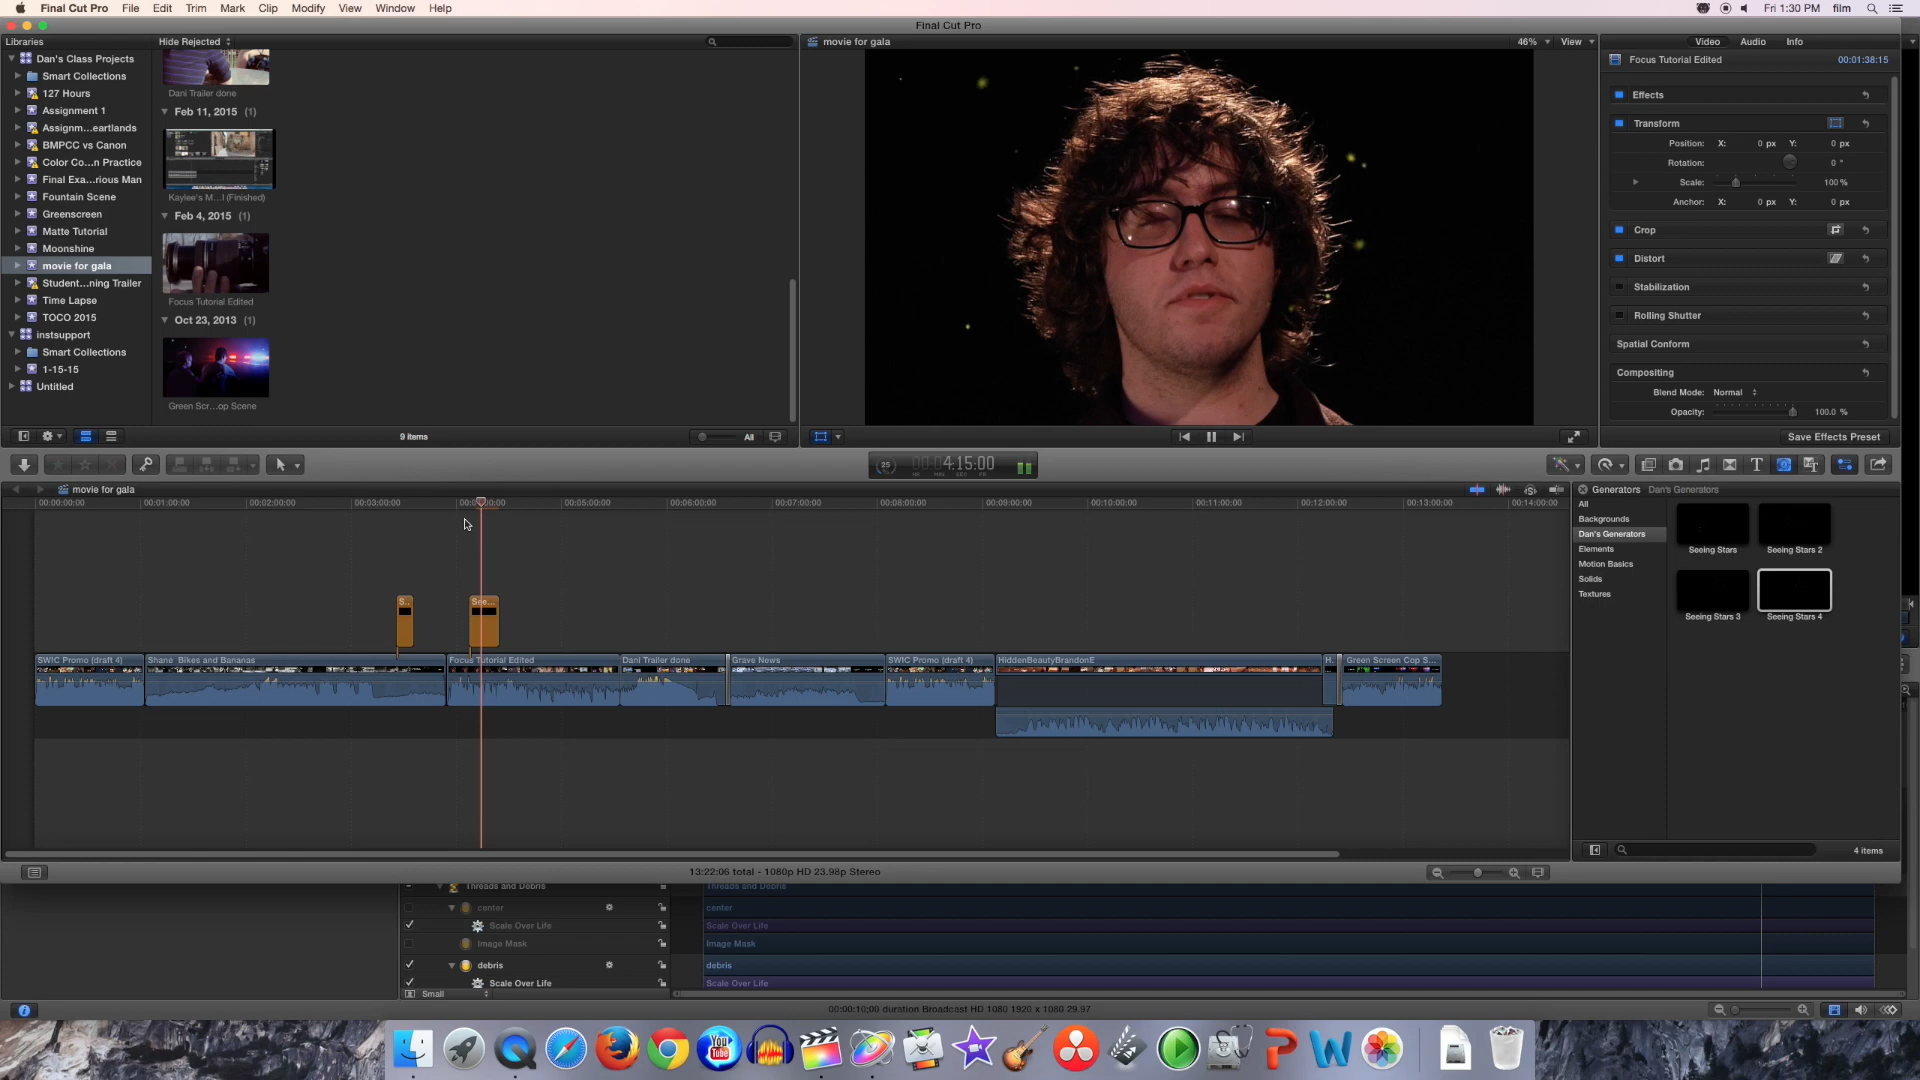 Final Cut Pro File Edit Trim Mark Clip Modify View Window Help
Fri 1:30 PM film
Final Cut Pro
Libraries
Dan's Class Projects
Smart Collections
127 Hours
Assignment 1
Assignm...eartlands
BMPCC vs Canon
Color Co...n Practice
Final Exa...rious Man
Fountain Scene
Greenscreen
Matte Tutorial
Moonshine
movie for gala
Student...ning Trailer
Time Lapse
TOCO 2015
instsupport
Smart Collections
1-15-15
Untitled
Hide Rejected
Dani Trailer done
Feb 11, 2015 (1)
Kaylee's M...l (Finished)
Feb 4, 2015 (1)
Focus Tutorial Edited
Oct 23, 2013 (1)
Green Scr...op Scene
9 items
All
movie for gala
46% View
Video Audio Info
Focus Tutorial Edited 00:01:38:15
Effects
Transform
Position: X: 0 px Y: 0 px
Rotation: 0 °
Scale: 100 %
Anchor: X: 0 px Y: 0 px
Crop
Distort
Stabilization
Rolling Shutter
Spatial Conform
Compositing
Blend Mode: Normal
Opacity: 100.0 %
Save Effects Preset
25
4:15:00
HR MIN SEC FR
movie for gala
00:00:00:00 00:01:00:00 00:02:00:00 00:03:00:00 00:05:00:00 00:06:00:00 00:07:00:00 00:08:00:00 00:09:00:00 00:10:00:00 00:11:00:00 00:12:00:00 00:13:00:00 00:14:00:00
S.. See...
SWIC Promo (draft 4) Shane Bikes and Bananas Focus Tutorial Edited Dani Trailer done Grave News SWIC Promo (draft 4) HiddenBeautyBrandonE H.. Green Screen Cop S...
Generators Dan's Generators
All
Backgrounds
Dan's Generators
Elements
Motion Basics
Solids
Textures
Seeing Stars Seeing Stars 2
Seeing Stars 3 Seeing Stars 4
4 items
13:22:06 total - 1080p HD 23.98p Stereo
Threads and Debris Threads and Debris
center center
Scale Over Life Scale Over Life
Image Mask Image Mask
debris debris
Scale Over Life Scale Over Life
Small
00:00:10;00 duration Broadcast HD 1080 1920 x 1080 29.97
You
Tube